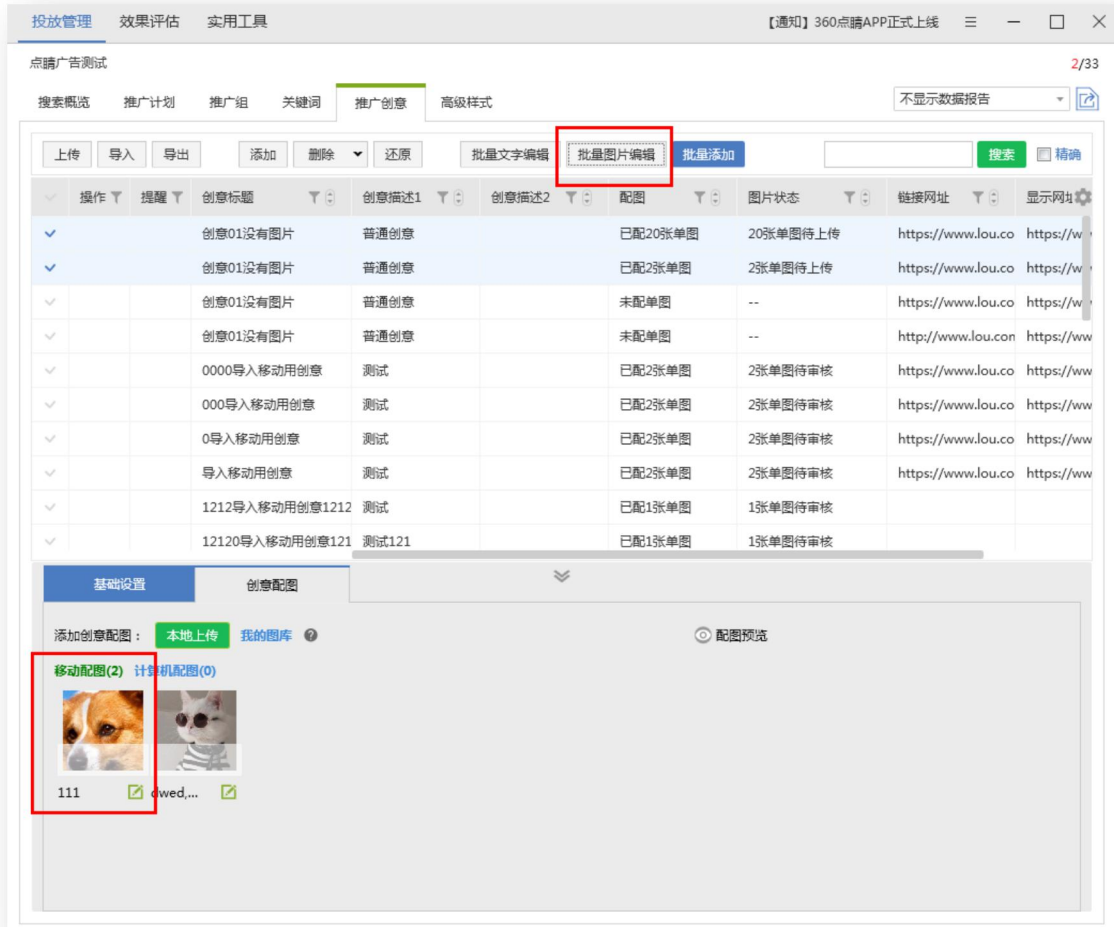 投放管理 效果评估 实用工具 【通知】360点睛APP正式上线
点睛广告测试 2/33
搜索概览 推广计划 推广组 关键词 推广创意 高级样式 不显示数据报告
上传 导入 导出 添加 删除 还原 批量文字编辑 批量图片编辑 批量添加 搜索 精确
操作 提醒 创意标题 创意描述1 创意描述2 配图 图片状态 链接网址 显示网址
创意01没有图片 普通创意 已配20张单图 20张单图待上传 https://www.lou.co https://w
创意01没有图片 普通创意 已配2张单图 2张单图待上传 https://www.lou.co https://w
创意01没有图片 普通创意 未配单图 -- https://www.lou.co https://w
创意01没有图片 普通创意 未配单图 -- http://www.lou.con https://ww
0000导入移动用创意 测试 已配2张单图 2张单图待审核 https://www.lou.co https://ww
000导入移动用创意 测试 已配2张单图 2张单图待审核 https://www.lou.co https://ww
0导入移动用创意 测试 已配2张单图 2张单图待审核 https://www.lou.co https://ww
导入移动用创意 测试 已配2张单图 2张单图待审核 https://www.lou.co https://ww
1212导入移动用创意1212 测试 已配1张单图 1张单图待审核
12120导入移动用创意121 测试121 已配1张单图 1张单图待审核
基础设置 创意配图
添加创意配图： 本地上传 我的图库 配图预览
移动配图(2) 计算机配图(0)
111 dwed,...